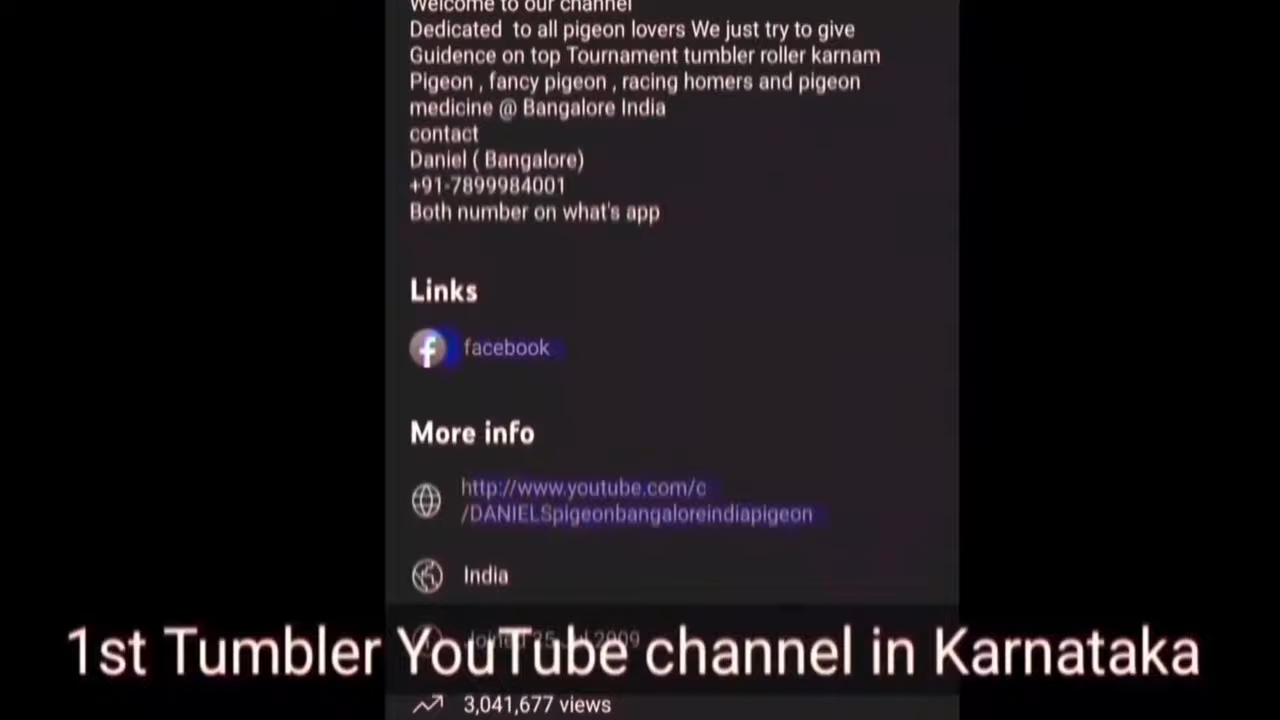 Welcome to our channel
Dedicated to all pigeon lovers We just try to give
Guidence on top Tournament tumbler roller karnam
Pigeon , fancy pigeon , racing homers and pigeon
medicine @ Bangalore India
contact
Daniel ( Bangalore)
+91-7899984001
Both number on what's app
Links
facebook
More info
http://www.youtube.com/c
/DANIELSpigeonbangaloreindiapigeon
India
Joined 2009
1st Tumbler YouTube channel in Karnataka
3,041,677 views